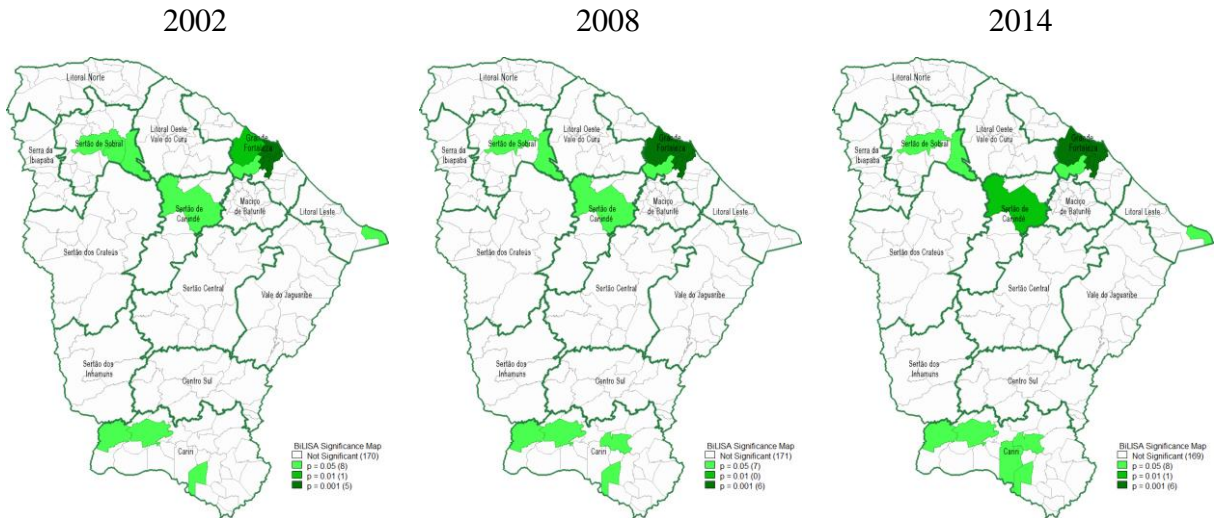 2002
2008
2014
Litoral Norte
Serra da
Ibiapaba
Sertão de Sobral
Litoral Oeste
Vale do Curú
Grande
Fortaleza
Sertão de
Canindé
Maciço
de Baturité
Litoral Leste
Sertão dos Crateús
Sertão Central
Vale do Jaguaribe
Sertão dos
Inhamuns
Centro Sul
Cariri
BiLISA Significance Map
Not Significant (170)
p = 0.05 (8)
p = 0.01 (1)
p = 0.001 (5)
Litoral Norte
Serra da
Ibiapaba
Sertão de Sobral
Litoral Oeste
Vale do Curú
Grande
Fortaleza
Sertão de
Canindé
Maciço
de Baturité
Litoral Leste
Sertão dos Crateús
Sertão Central
Vale do Jaguaribe
Sertão dos
Inhamuns
Centro Sul
Cariri
BiLISA Significance Map
Not Significant (171)
p = 0.05 (7)
p = 0.01 (0)
p = 0.001 (6)
Litoral Norte
Serra da
Ibiapaba
Sertão de Sobral
Litoral Oeste
Vale do Curú
Grande
Fortaleza
Sertão de
Canindé
Maciço
de Baturité
Litoral Leste
Sertão dos Crateús
Sertão Central
Vale do Jaguaribe
Sertão dos
Inhamuns
Centro Sul
Cariri
BiLISA Significance Map
Not Significant (169)
p = 0.05 (8)
p = 0.01 (1)
p = 0.001 (6)